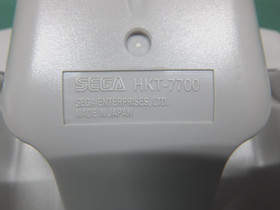 SEGA HKT-7700
SEGA ENTERPRISES, LTD.
MADE IN JAPAN